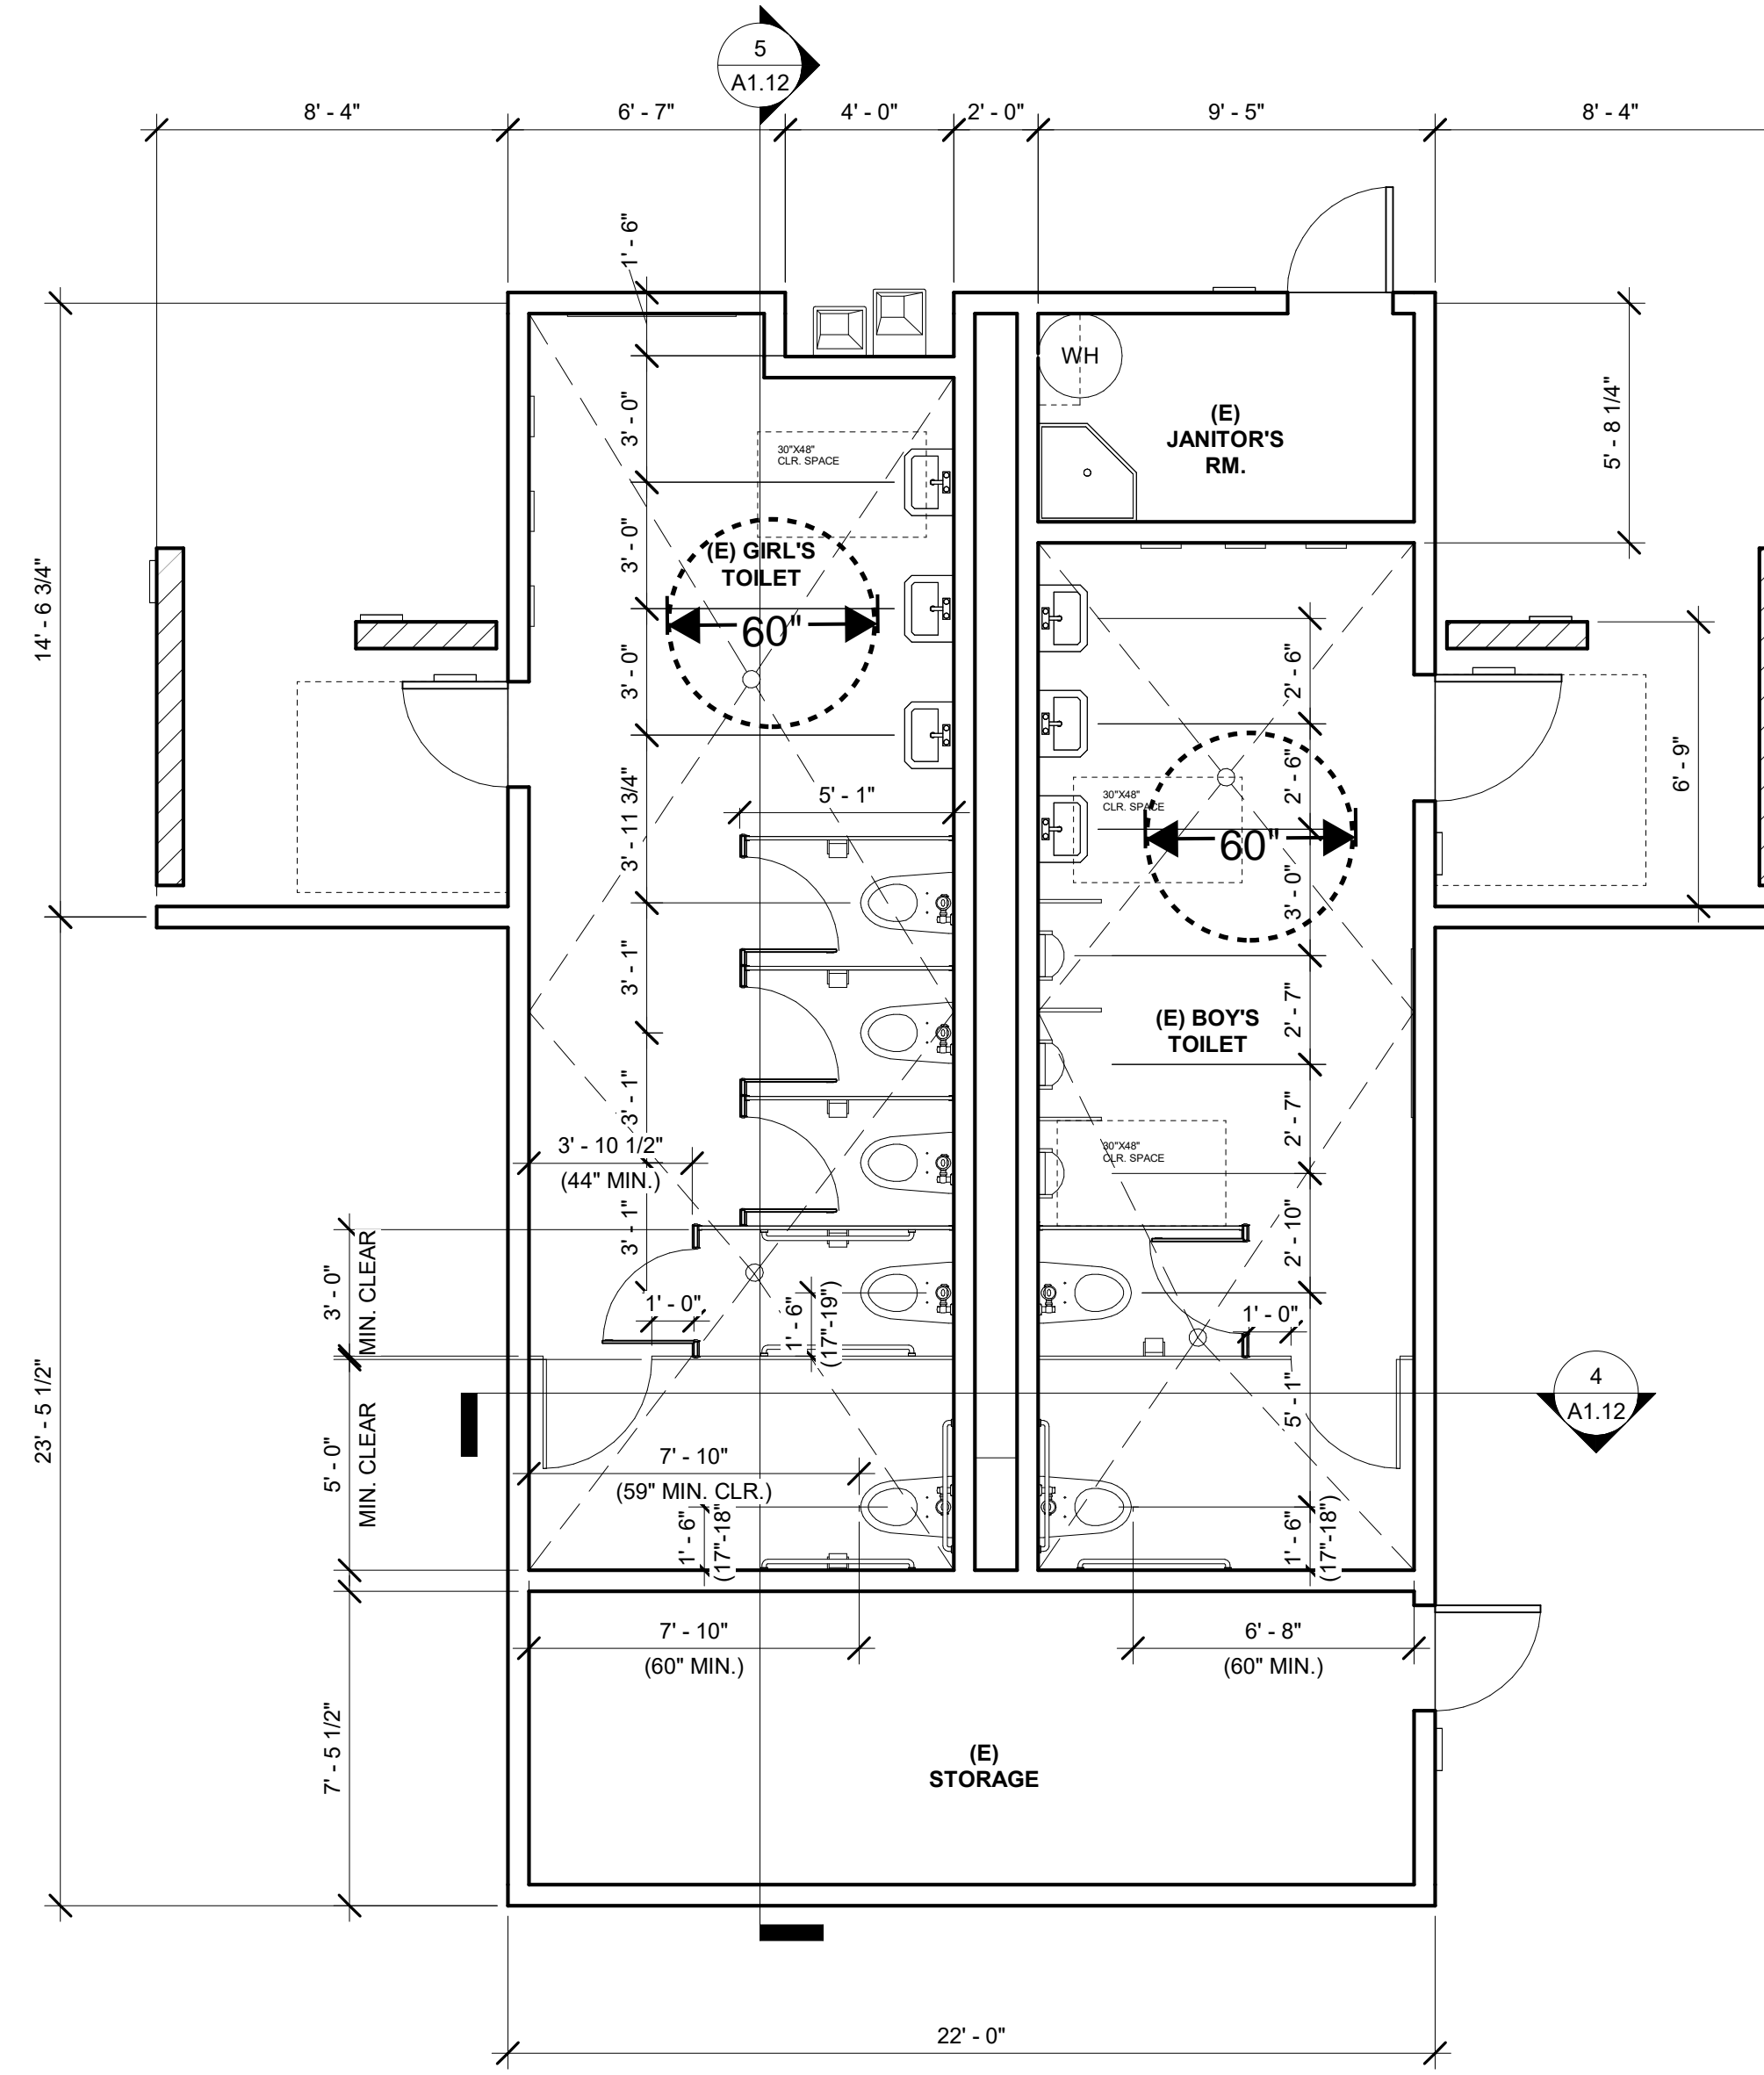 5
A1.12
8' - 4"
6' - 7"
4' - 0"
2' - 0"
9' - 5"
8' - 4"
1' - 6"
WH
(E)
JANITOR'S
RM.
5' - 8 1/4"
3' - 0"
30"X48"
CLR. SPACE
3' - 0"
(E) GIRL'S
TOILET
60"
14' - 6 3/4"
3' - 0"
2' - 6"
6' - 9"
3' - 11 3/4"
5' - 1"
2' - 6"
30"X48"
CLR. SPACE
60"
3' - 0"
3' - 1"
(E) BOY'S
TOILET
2' - 7"
3' - 1"
3' - 10 1/2"
(44" MIN.)
30"X48"
CLR. SPACE
2' - 7"
3' - 1"
2' - 10"
3' - 0"
MIN. CLEAR
1' - 0"
1' - 6"
(17"-19")
1' - 0"
23' - 5 1/2"
5' - 0"
MIN. CLEAR
5' - 1"
4
A1.12
7' - 10"
(59" MIN. CLR.)
1' - 6"
(17"-18")
1' - 6"
(17"-18")
7' - 10"
(60" MIN.)
6' - 8"
(60" MIN.)
7' - 5 1/2"
(E)
STORAGE
22' - 0"